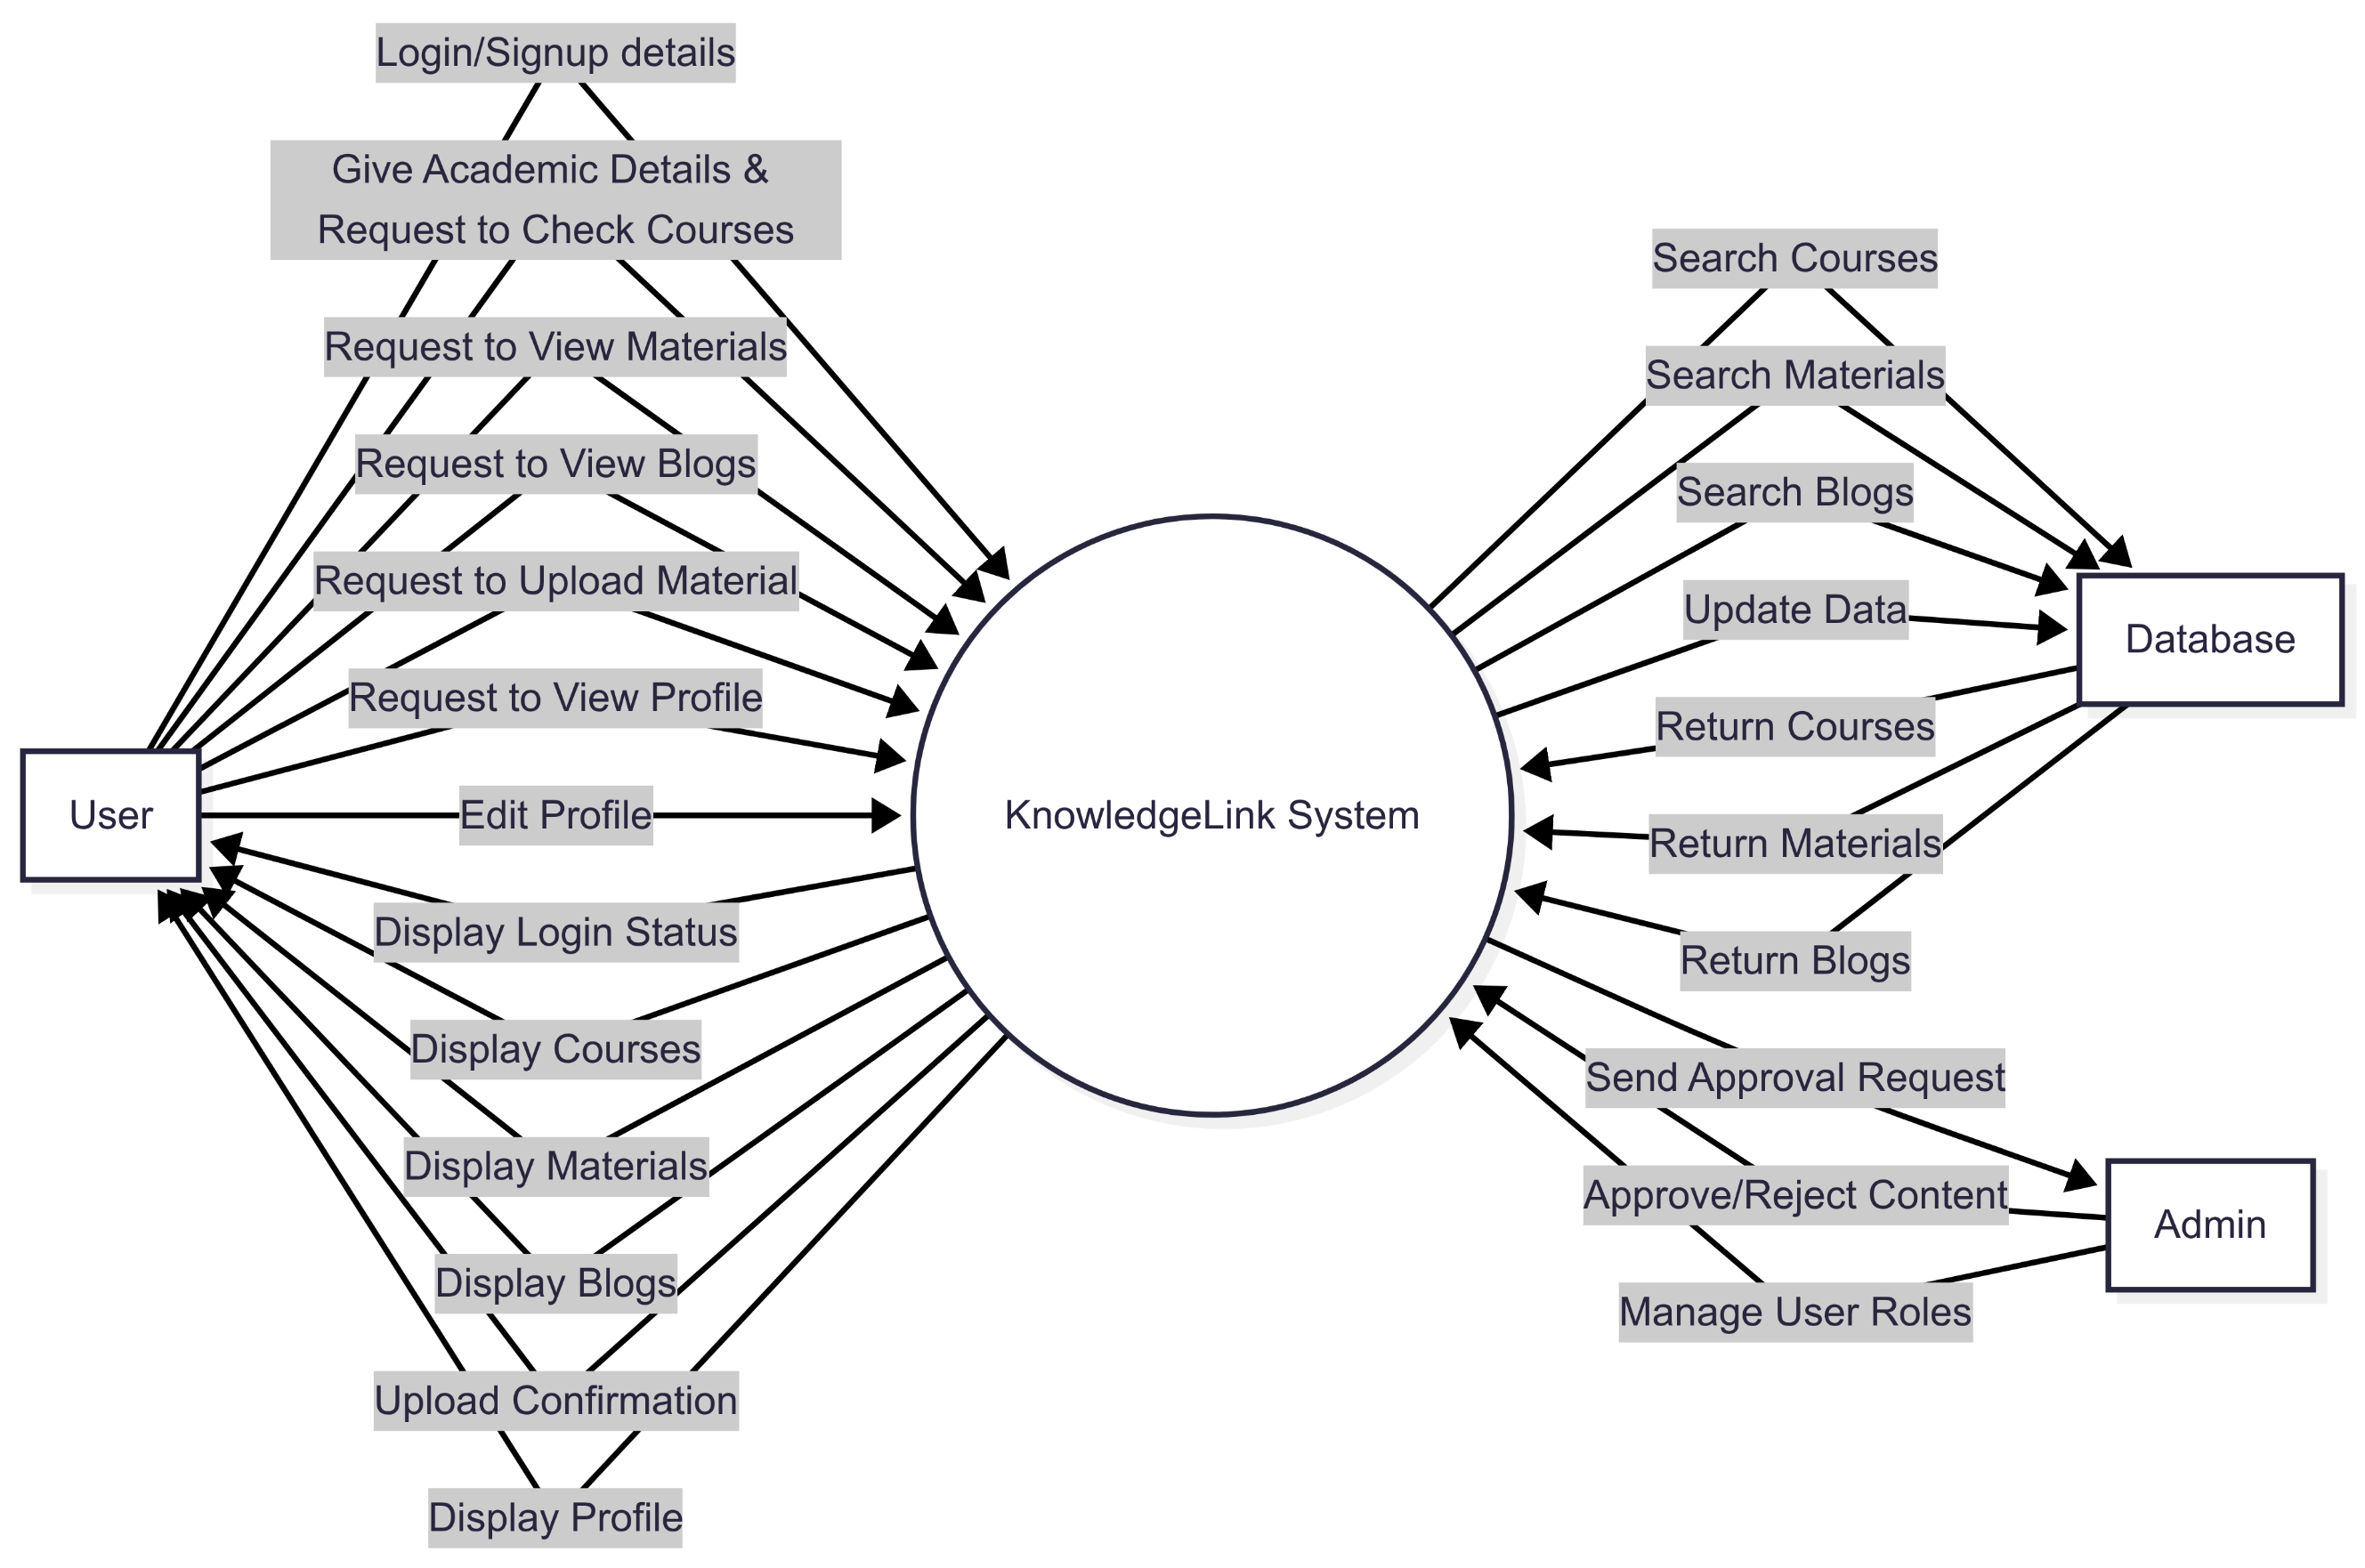 Login/Signup details
Give Academic Details &
Request to Check Courses
Request to View Materials
Request to View Blogs
Request to Upload Material
Request to View Profile
User
Edit Profile
Display Login Status
Display Courses
Display Materials
Display Blogs
Upload Confirmation
Display Profile
KnowledgeLink System
Search Courses
Search Materials
Search Blogs
Update Data
Database
Return Courses
Return Materials
Return Blogs
Send Approval Request
Approve/Reject Content
Admin
Manage User Roles